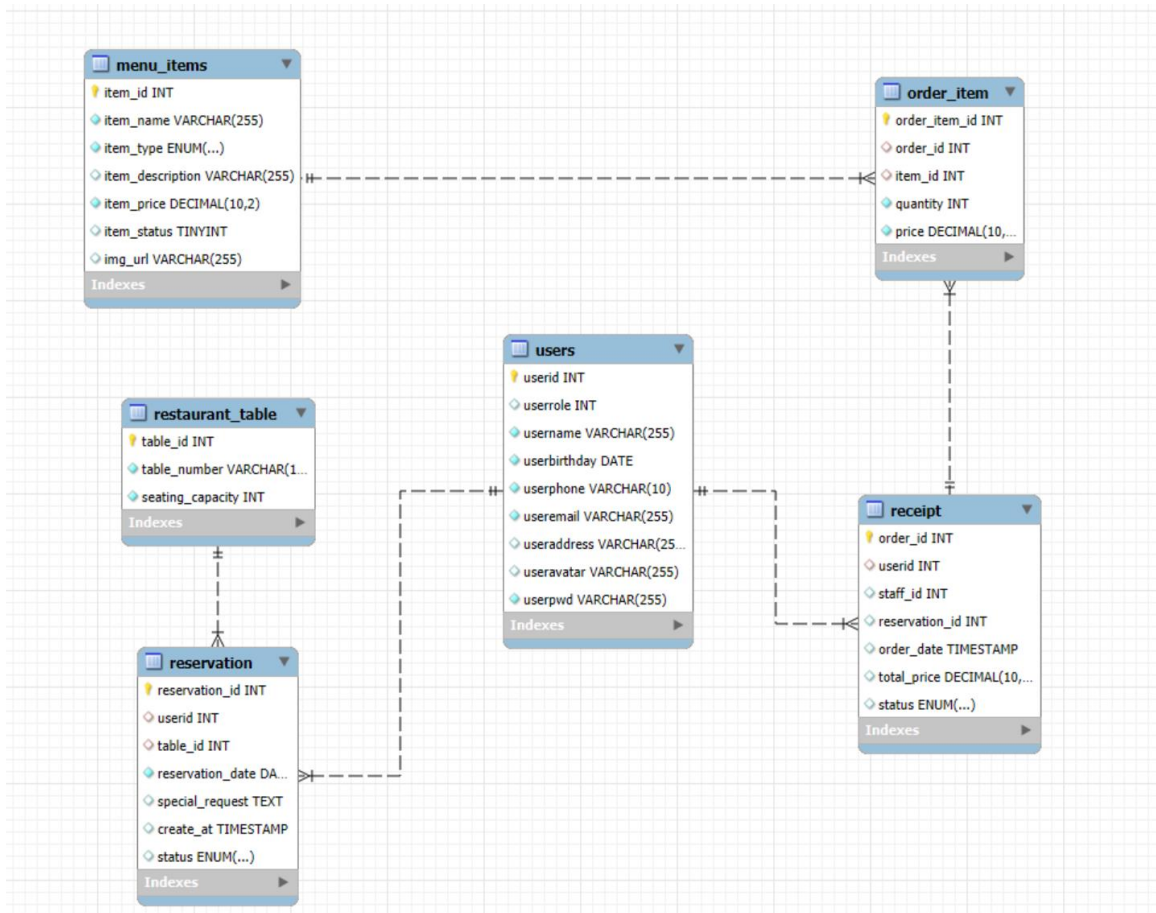 menu_items
item_id INT
item_name VARCHAR(255)
item_type ENUM(...)
item_description VARCHAR(255)
item_price DECIMAL(10,2)
item_status TINYINT
img_url VARCHAR(255)
Indexes
order_item
order_item_id INT
order_id INT
item_id INT
quantity INT
price DECIMAL(10,...
Indexes
users
userid INT
userrole INT
username VARCHAR(255)
userbirthday DATE
userphone VARCHAR(10)
useremail VARCHAR(255)
useraddress VARCHAR(25...
useravatar VARCHAR(255)
userpwd VARCHAR(255)
Indexes
restaurant_table
table_id INT
table_number VARCHAR(1...
seating_capacity INT
Indexes
receipt
order_id INT
userid INT
staff_id INT
reservation_id INT
order_date TIMESTAMP
total_price DECIMAL(10,...
status ENUM(...)
Indexes
reservation
reservation_id INT
userid INT
table_id INT
reservation_date DA...
special_request TEXT
create_at TIMESTAMP
status ENUM(...)
Indexes